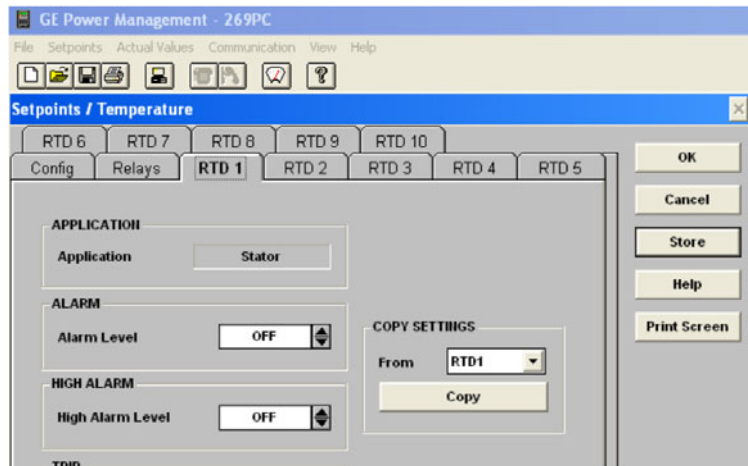 GE Power Management - 269PC
File Setpoints Actual Values Communication View Help
Setpoints / Temperature
RTD 6 RTD 7 RTD 8 RTD 9 RTD 10
Config Relays RTD 1 RTD 2 RTD 3 RTD 4 RTD 5
OK
Cancel
Store
Help
Print Screen
APPLICATION
Application Stator
ALARM
Alarm Level OFF
HIGH ALARM
High Alarm Level OFF
COPY SETTINGS
From RTD1
Copy
TRIP